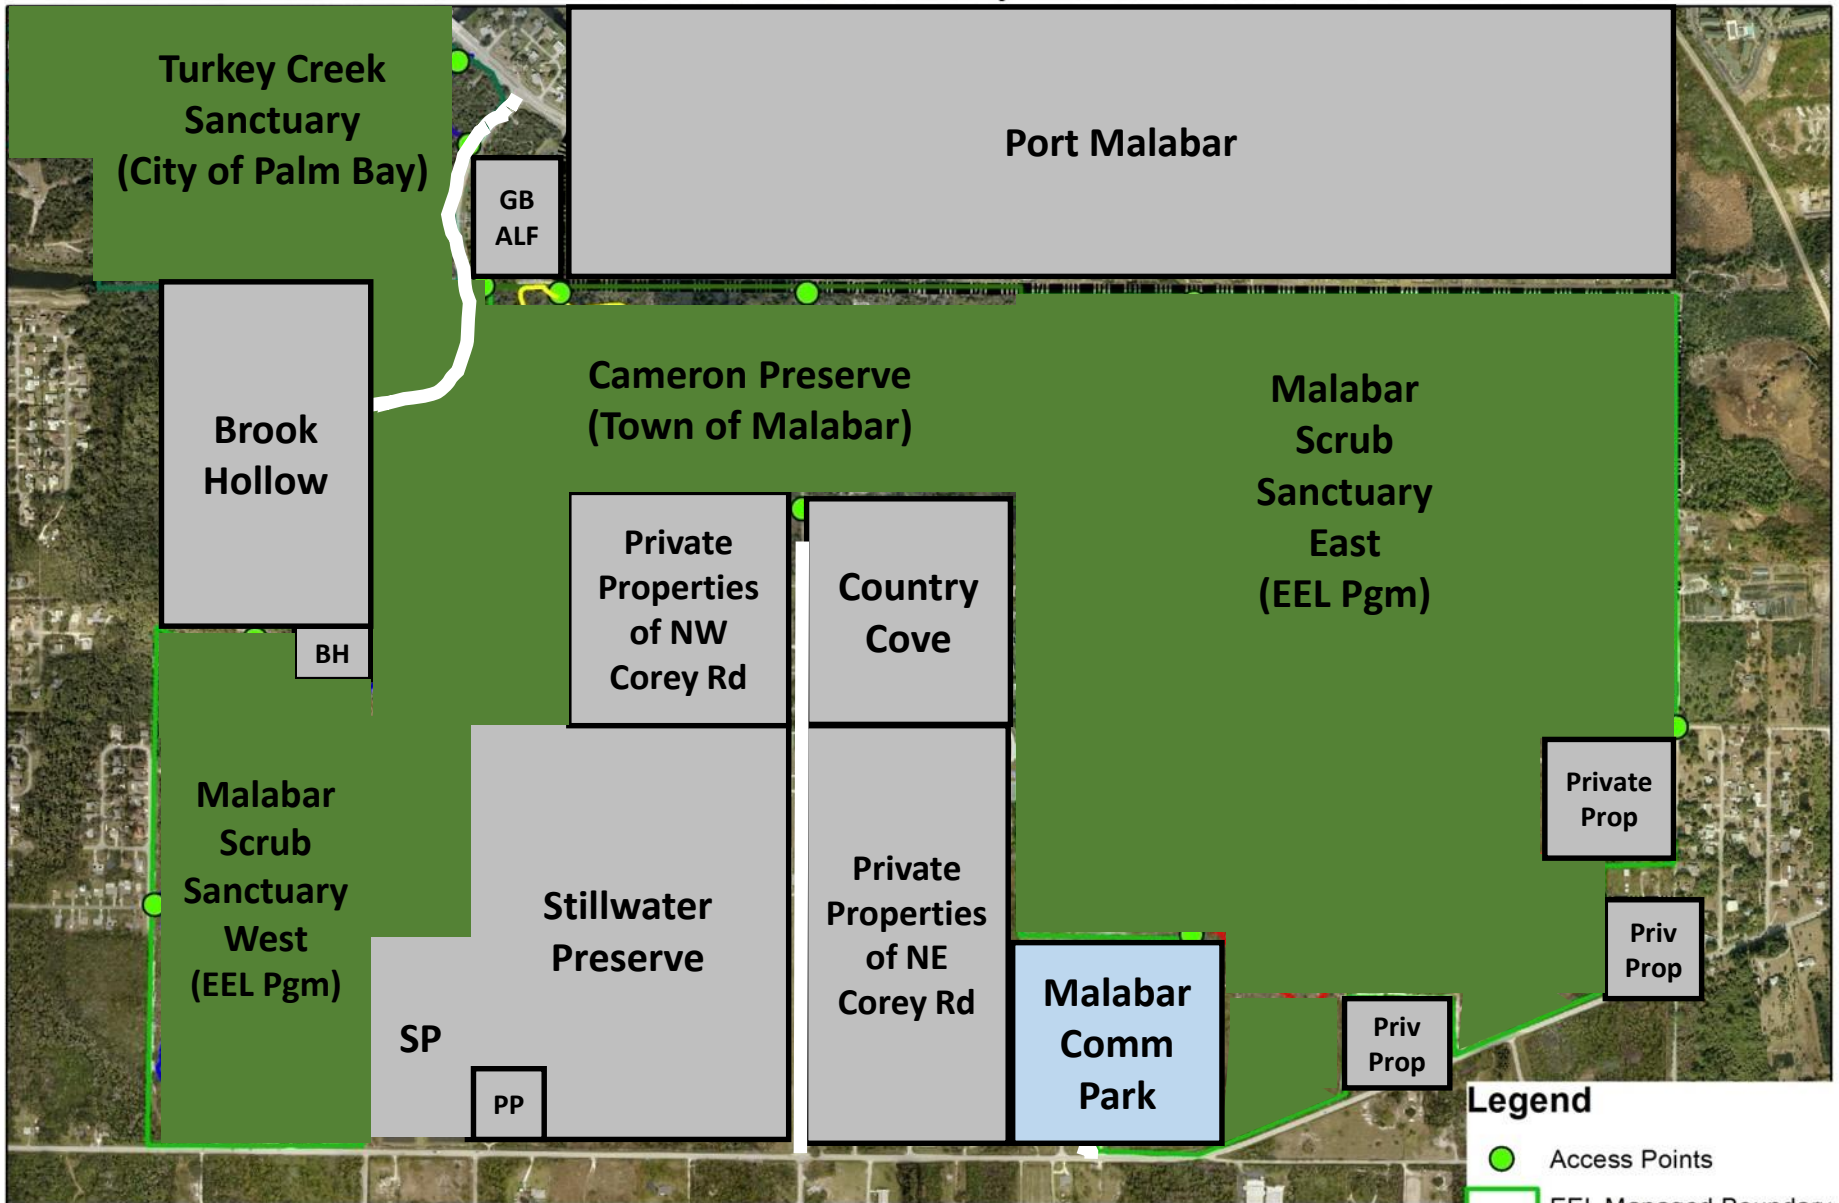 Turkey Creek
Sanctuary
(City of Palm Bay)
Port Malabar
GB
ALF
Cameron Preserve
(Town of Malabar)
Malabar
Scrub
Sanctuary
East
(EEL Pgm)
Brook
Hollow
BH
Private
Properties
of NW
Corey Rd
Country
Cove
Malabar
Scrub
Sanctuary
West
(EEL Pgm)
Stillwater
Preserve
SP
PP
Private
Properties
of NE
Corey Rd
Malabar
Comm
Park
Private
Prop
Priv
Prop
Priv
Prop
Legend
Access Points
EEL Managed Boundary